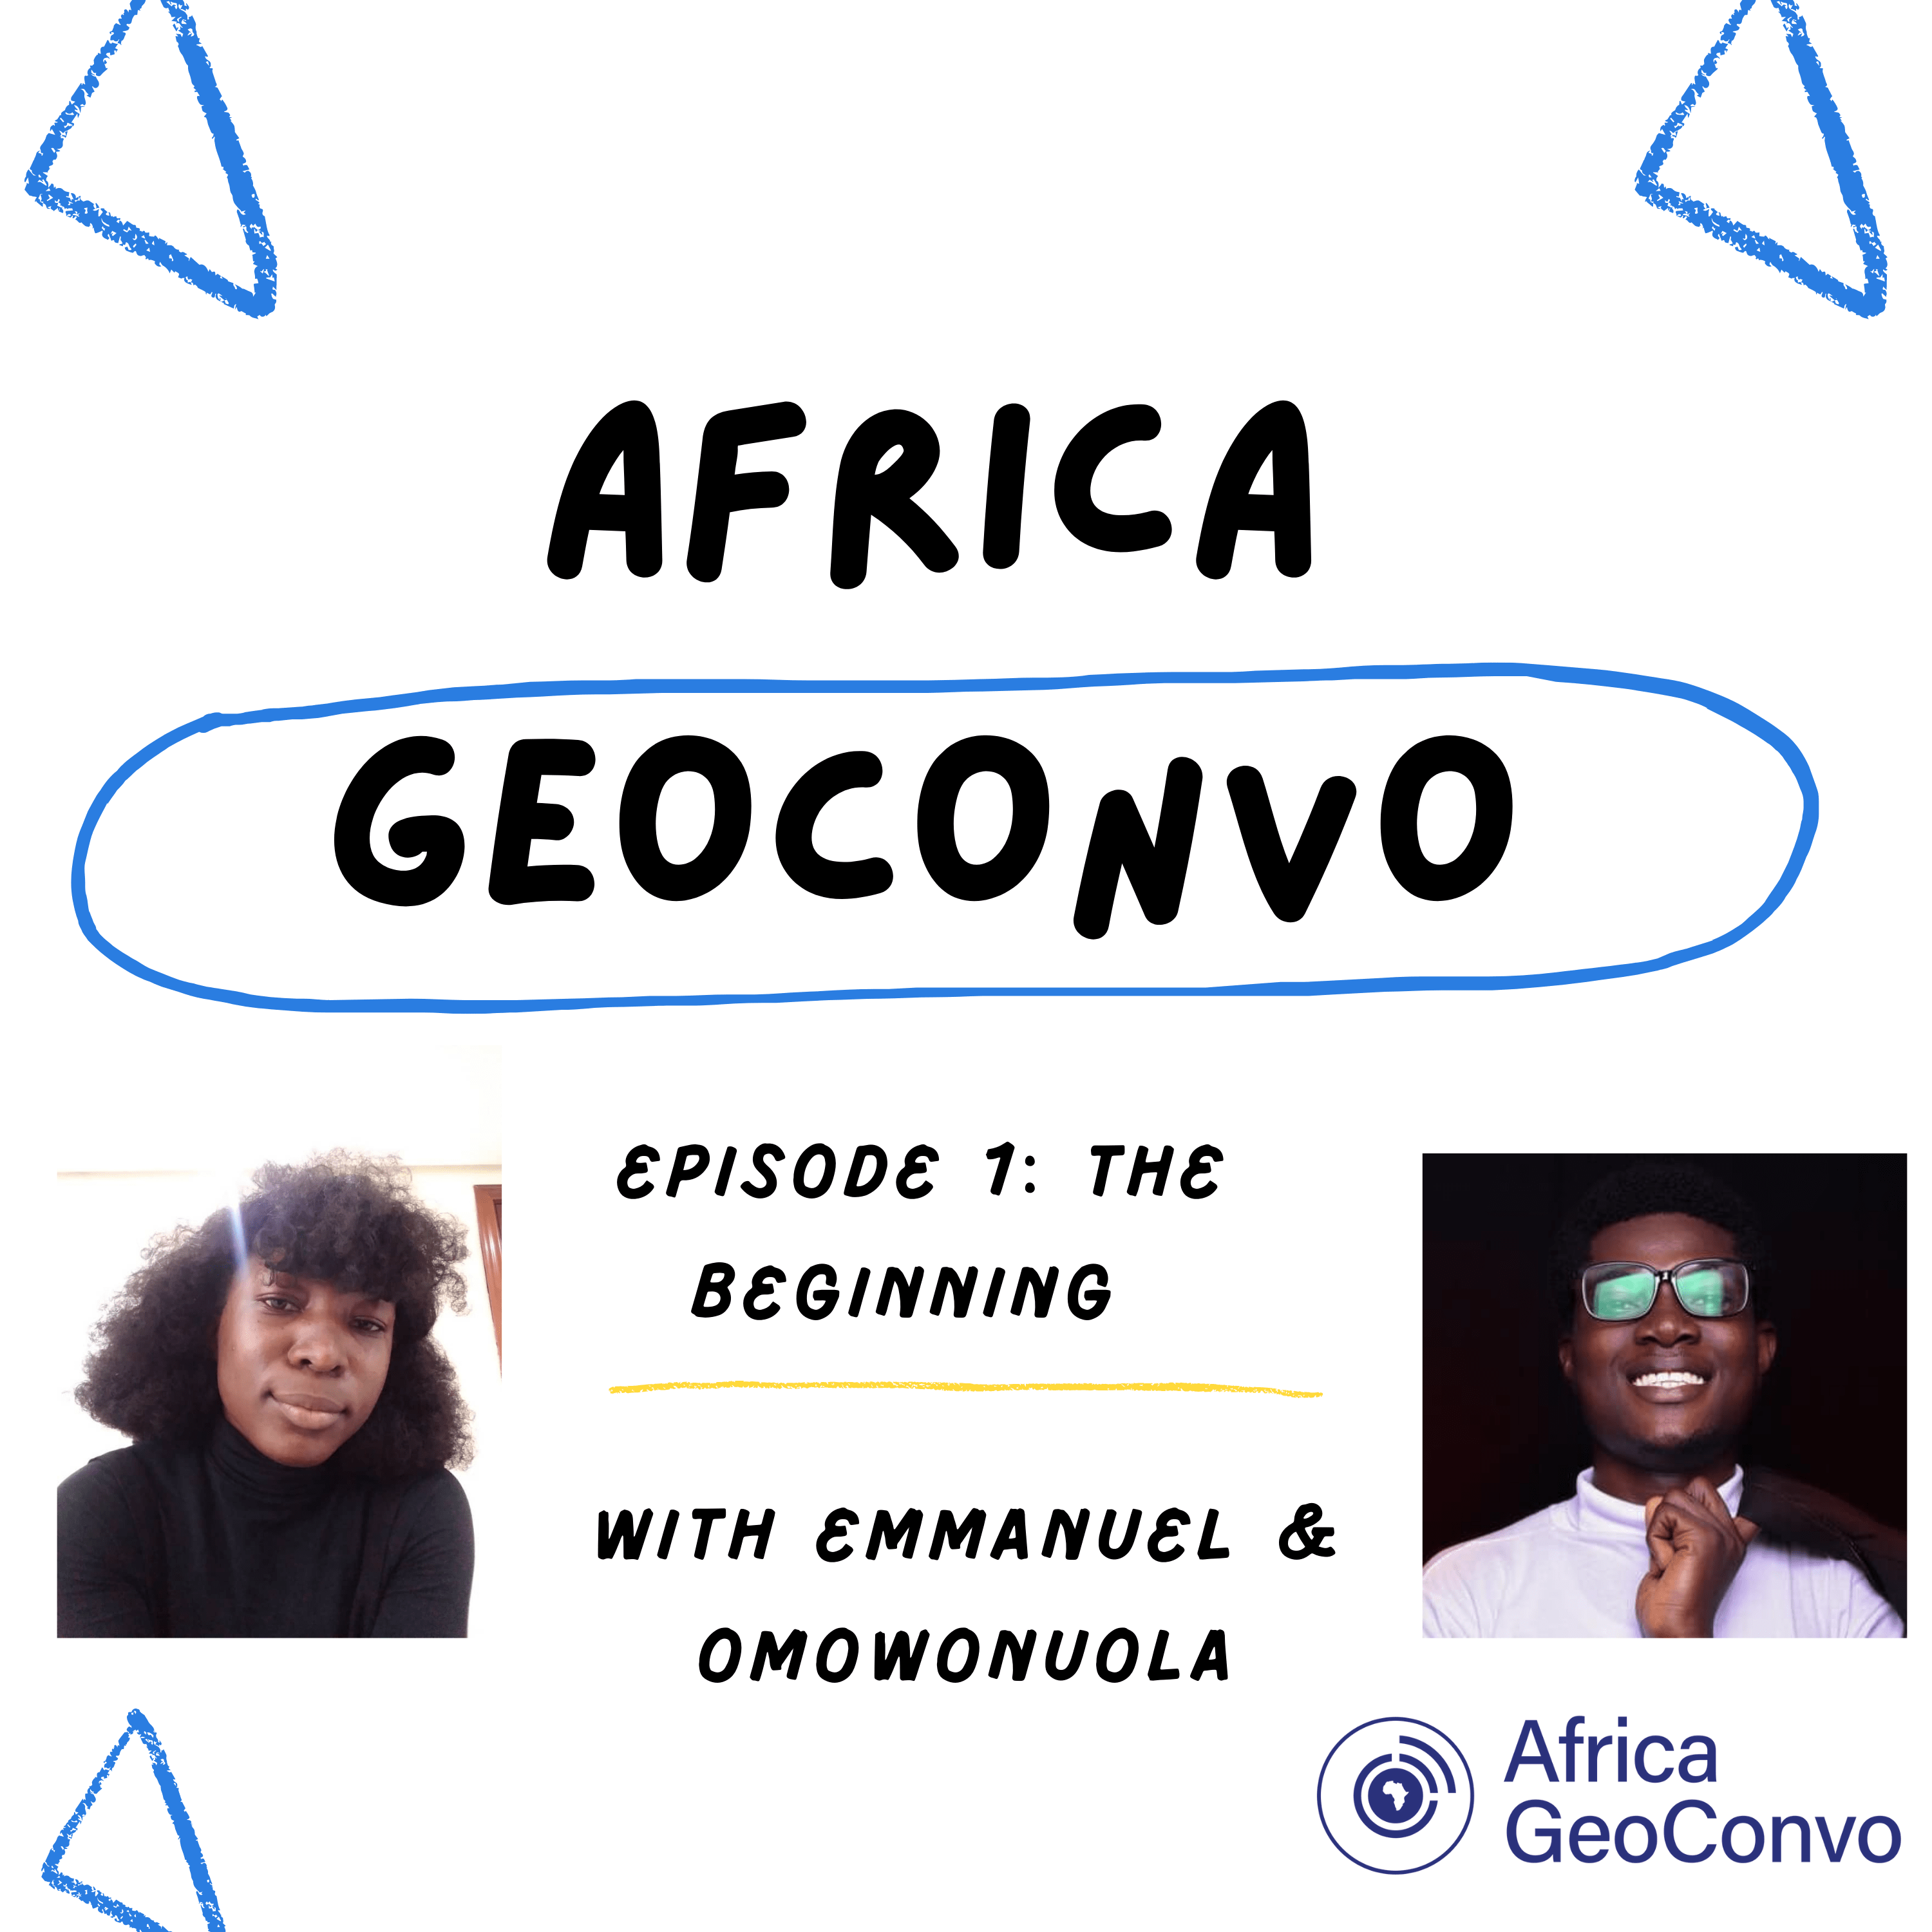 AFRICA
GEOCONVO
EPISODE 1: THE
BEGINNING
WITH EMMANUEL &
OMOWONUOLA
Africa
GeoConvo